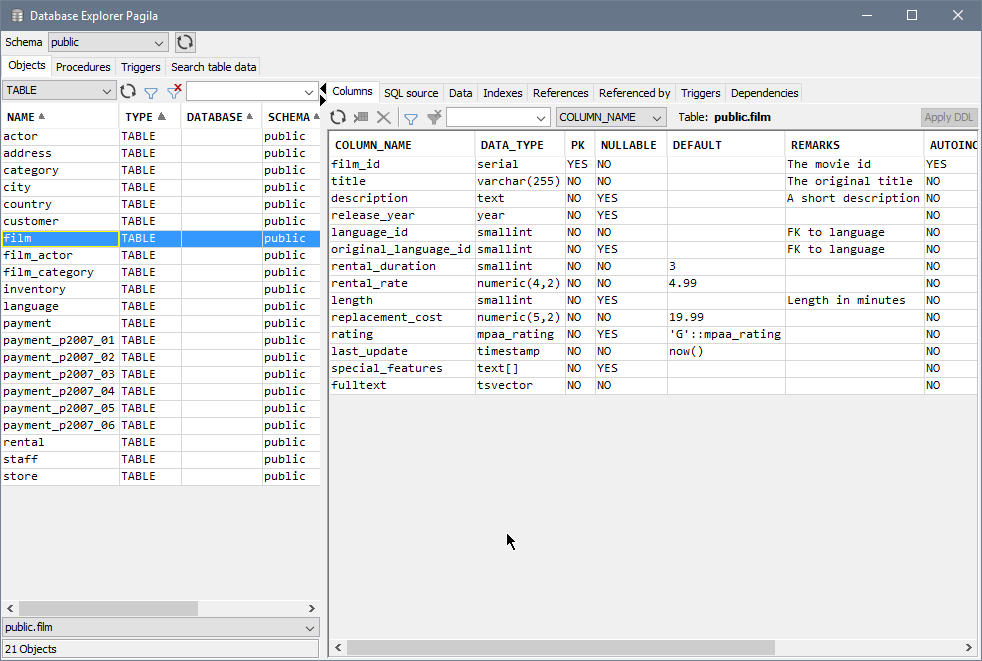 Database Explorer Pagila
Schema public
Objects Procedures Triggers Search table data
TABLE
NAME TYPE DATABASE SCHEMA
actor TABLE public
address TABLE public
category TABLE public
city TABLE public
country TABLE public
customer TABLE public
film TABLE public
film_actor TABLE public
film_category TABLE public
inventory TABLE public
language TABLE public
payment TABLE public
payment_p2007_01 TABLE public
payment_p2007_02 TABLE public
payment_p2007_03 TABLE public
payment_p2007_04 TABLE public
payment_p2007_05 TABLE public
payment_p2007_06 TABLE public
rental TABLE public
staff TABLE public
store TABLE public
public.film
21 Objects
Columns SQL source Data Indexes References Referenced by Triggers Dependencies
COLUMN_NAME Table: public.film Apply DDL
COLUMN_NAME DATA_TYPE PK NULLABLE DEFAULT REMARKS AUTOINC
film_id serial YES NO The movie id YES
title varchar(255) NO NO The original title NO
description text NO YES A short description NO
release_year year NO YES NO
language_id smallint NO NO FK to language NO
original_language_id smallint NO YES FK to language NO
rental_duration smallint NO NO 3 NO
rental_rate numeric(4,2) NO NO 4.99 NO
length smallint NO YES Length in minutes NO
replacement_cost numeric(5,2) NO NO 19.99 NO
rating mpaa_rating NO YES 'G'::mpaa_rating NO
last_update timestamp NO NO now() NO
special_features text[] NO YES NO
fulltext tsvector NO NO NO